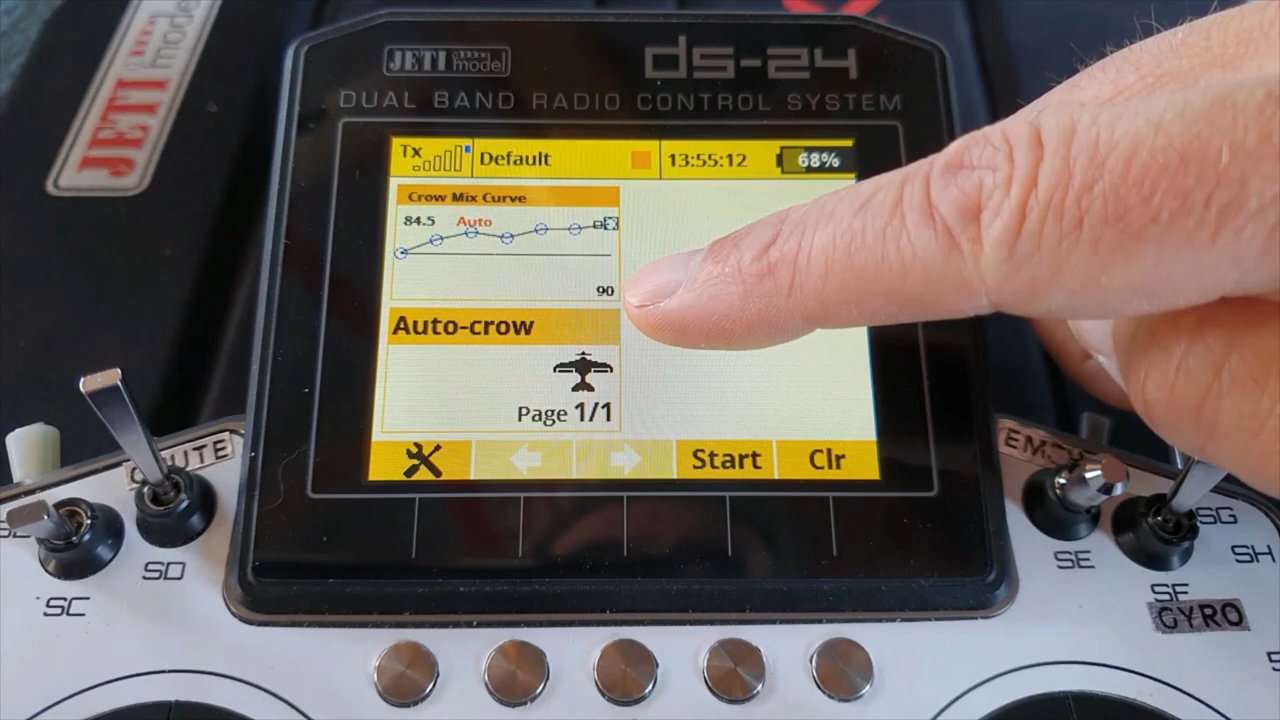 JETI model
JETI model
ds-24
DUAL BAND RADIO CONTROL SYSTEM
Tx
Default
13:55:12
68%
Crow Mix Curve
84.5
Auto
90
Auto-crow
Page 1/1
Start
Clr
SD
SC
SE
SG
SH
SF
GYRO